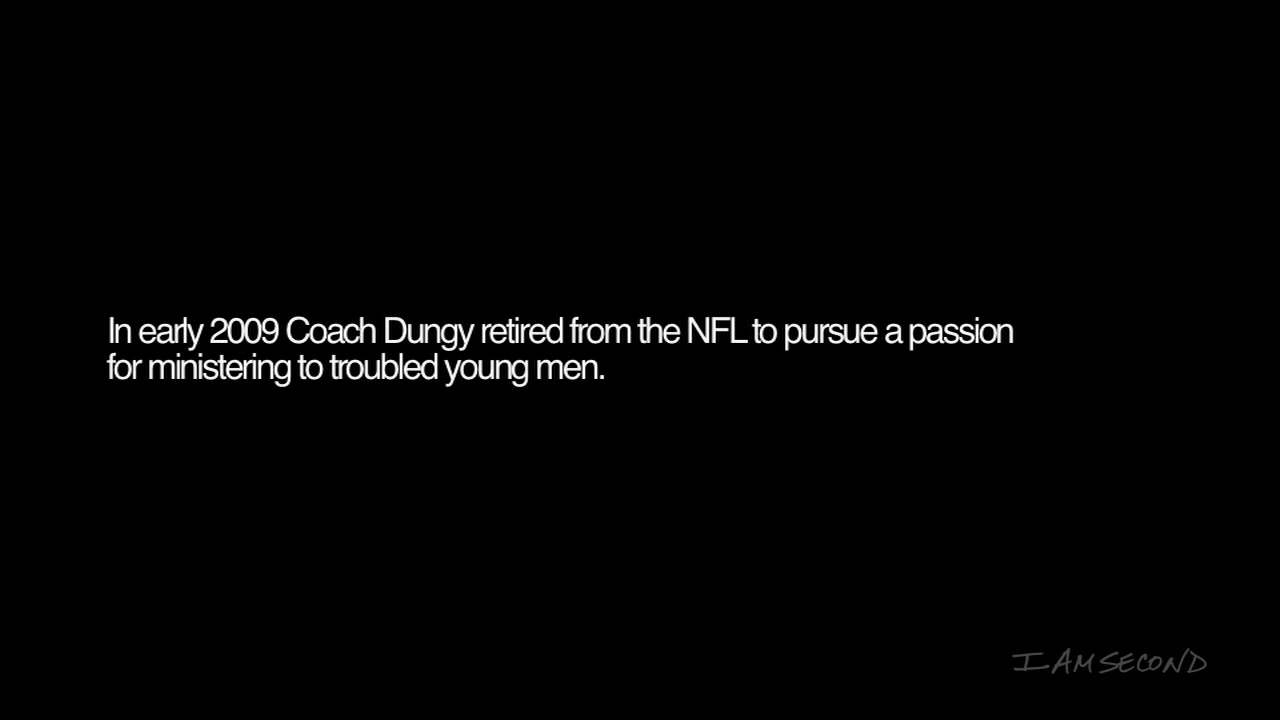 In early 2009 Coach Dungy retired from the NFL to pursue a passion
for ministering to troubled young men.
I AM SECOND